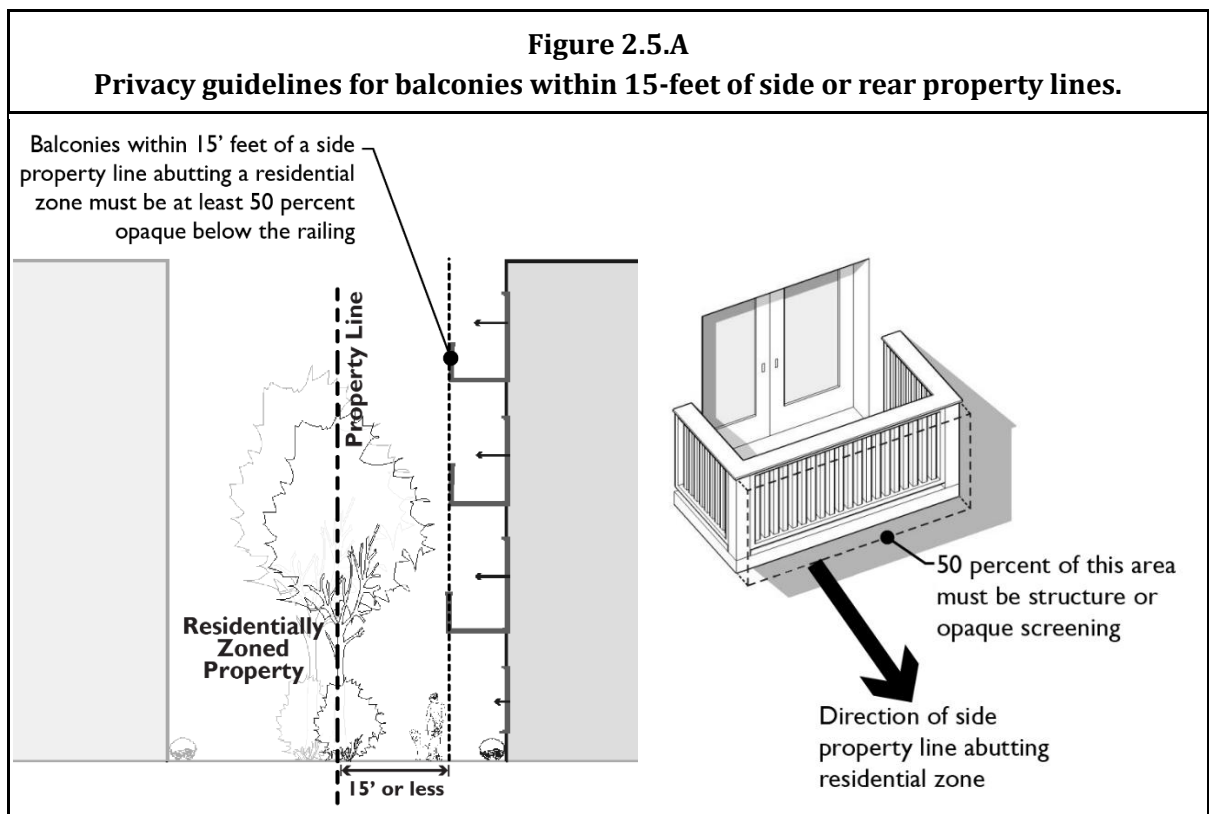 Figure 2.5.A
Privacy guidelines for balconies within 15-feet of side or rear property lines.
Balconies within 15' feet of a side
property line abutting a residential
zone must be at least 50 percent
opaque below the railing
Property Line
Residentially
Zoned
Property
15' or less
50 percent of this area
must be structure or
opaque screening
Direction of side
property line abutting
residential zone